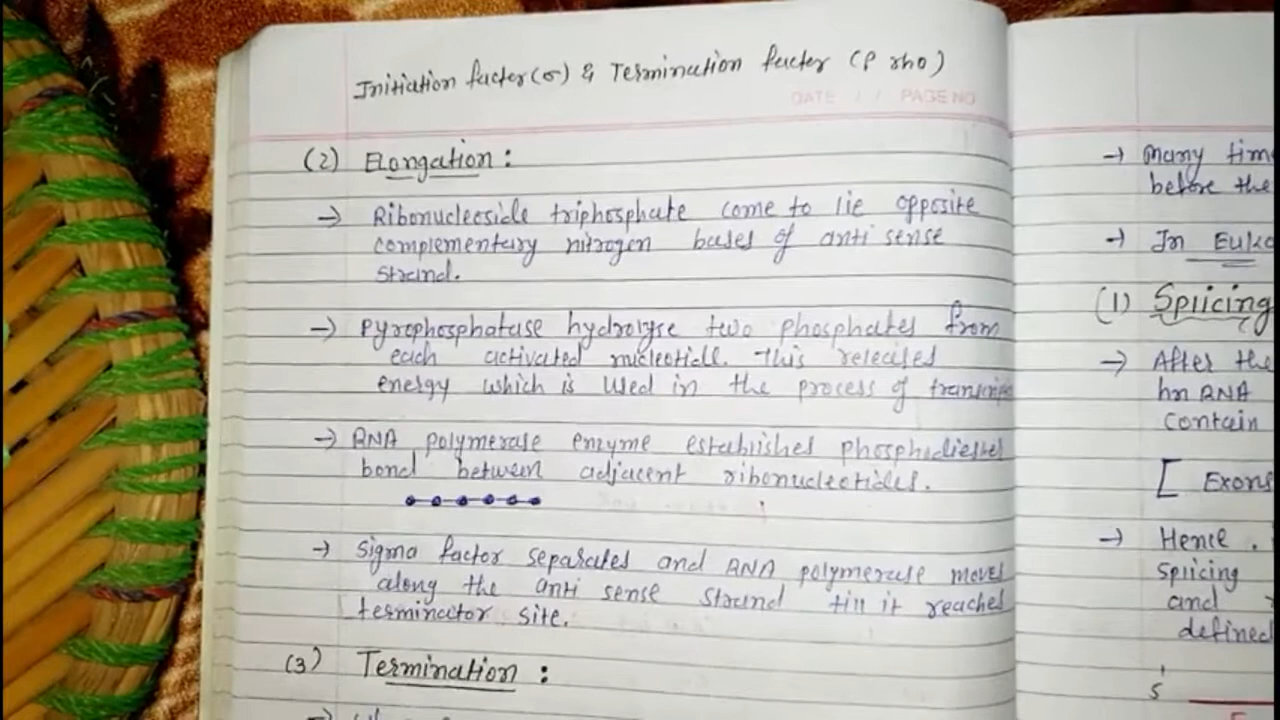 Initiation factor (σ) & Termination factor (ρ rho)
DATE / / PAGE NO
(2) Elongation :
→ Ribonucleoside triphosphate come to lie opposite
complementary nitrogen bases of anti sense
strand.
→ Pyrophosphatase hydrolyse two phosphates from
each activated nucleotide. This releases
energy which is used in the process of transcrip
→ RNA polymerase enzyme establishes phosphodiester
bond between adjacent ribonucleotides.
→ Sigma factor separates and RNA polymerase moves
along the anti sense strand till it reaches
terminator site.
(3) Termination :
→ Many tim
before the
→ In Euka
(1) Splicing
→ After the
hn RNA
contain
[ Exons
→ Hence
splicing
and
defined
5'